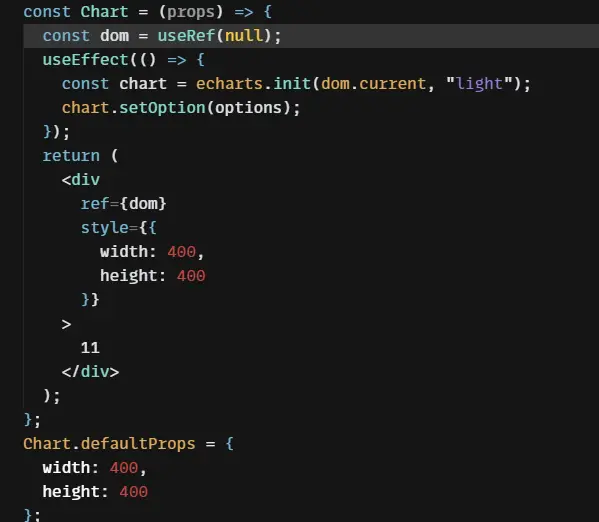 const Chart = (props) => {
  const dom = useRef(null);
  useEffect(() => {
    const chart = echarts.init(dom.current, "light");
    chart.setOption(options);
  });
  return (
    <div
      ref={dom}
      style={{
        width: 400,
        height: 400
      }}
    >
      11
    </div>
  );
};
Chart.defaultProps = {
  width: 400,
  height: 400
};